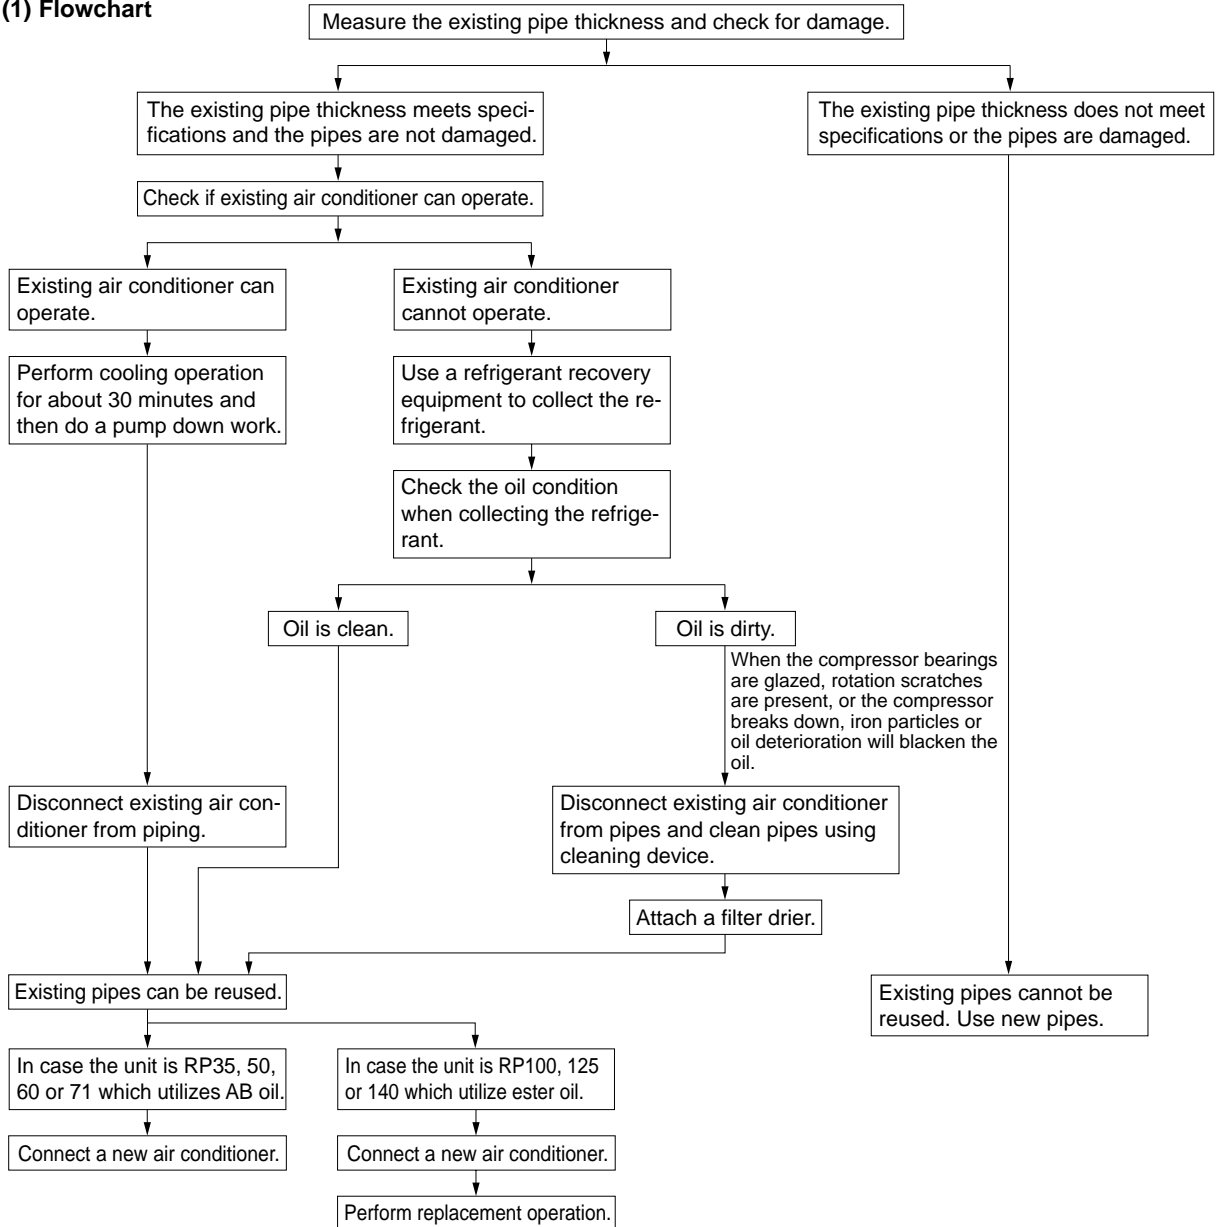 (1) Flowchart
Measure the existing pipe thickness and check for damage.
The existing pipe thickness meets speci-
fications and the pipes are not damaged.
The existing pipe thickness does not meet
specifications or the pipes are damaged.
Check if existing air conditioner can operate.
Existing air conditioner can
operate.
Existing air conditioner
cannot operate.
Perform cooling operation
for about 30 minutes and
then do a pump down work.
Use a refrigerant recovery
equipment to collect the re-
frigerant.
Check the oil condition
when collecting the refrige-
rant.
Oil is clean.
Oil is dirty.
When the compressor bearings
are glazed, rotation scratches
are present, or the compressor
breaks down, iron particles or
oil deterioration will blacken the
oil.
Disconnect existing air con-
ditioner from piping.
Disconnect existing air conditioner
from pipes and clean pipes using
cleaning device.
Attach a filter drier.
Existing pipes can be reused.
Existing pipes cannot be
reused. Use new pipes.
In case the unit is RP35, 50,
60 or 71 which utilizes AB oil.
In case the unit is RP100, 125
or 140 which utilize ester oil.
Connect a new air conditioner.
Connect a new air conditioner.
Perform replacement operation.